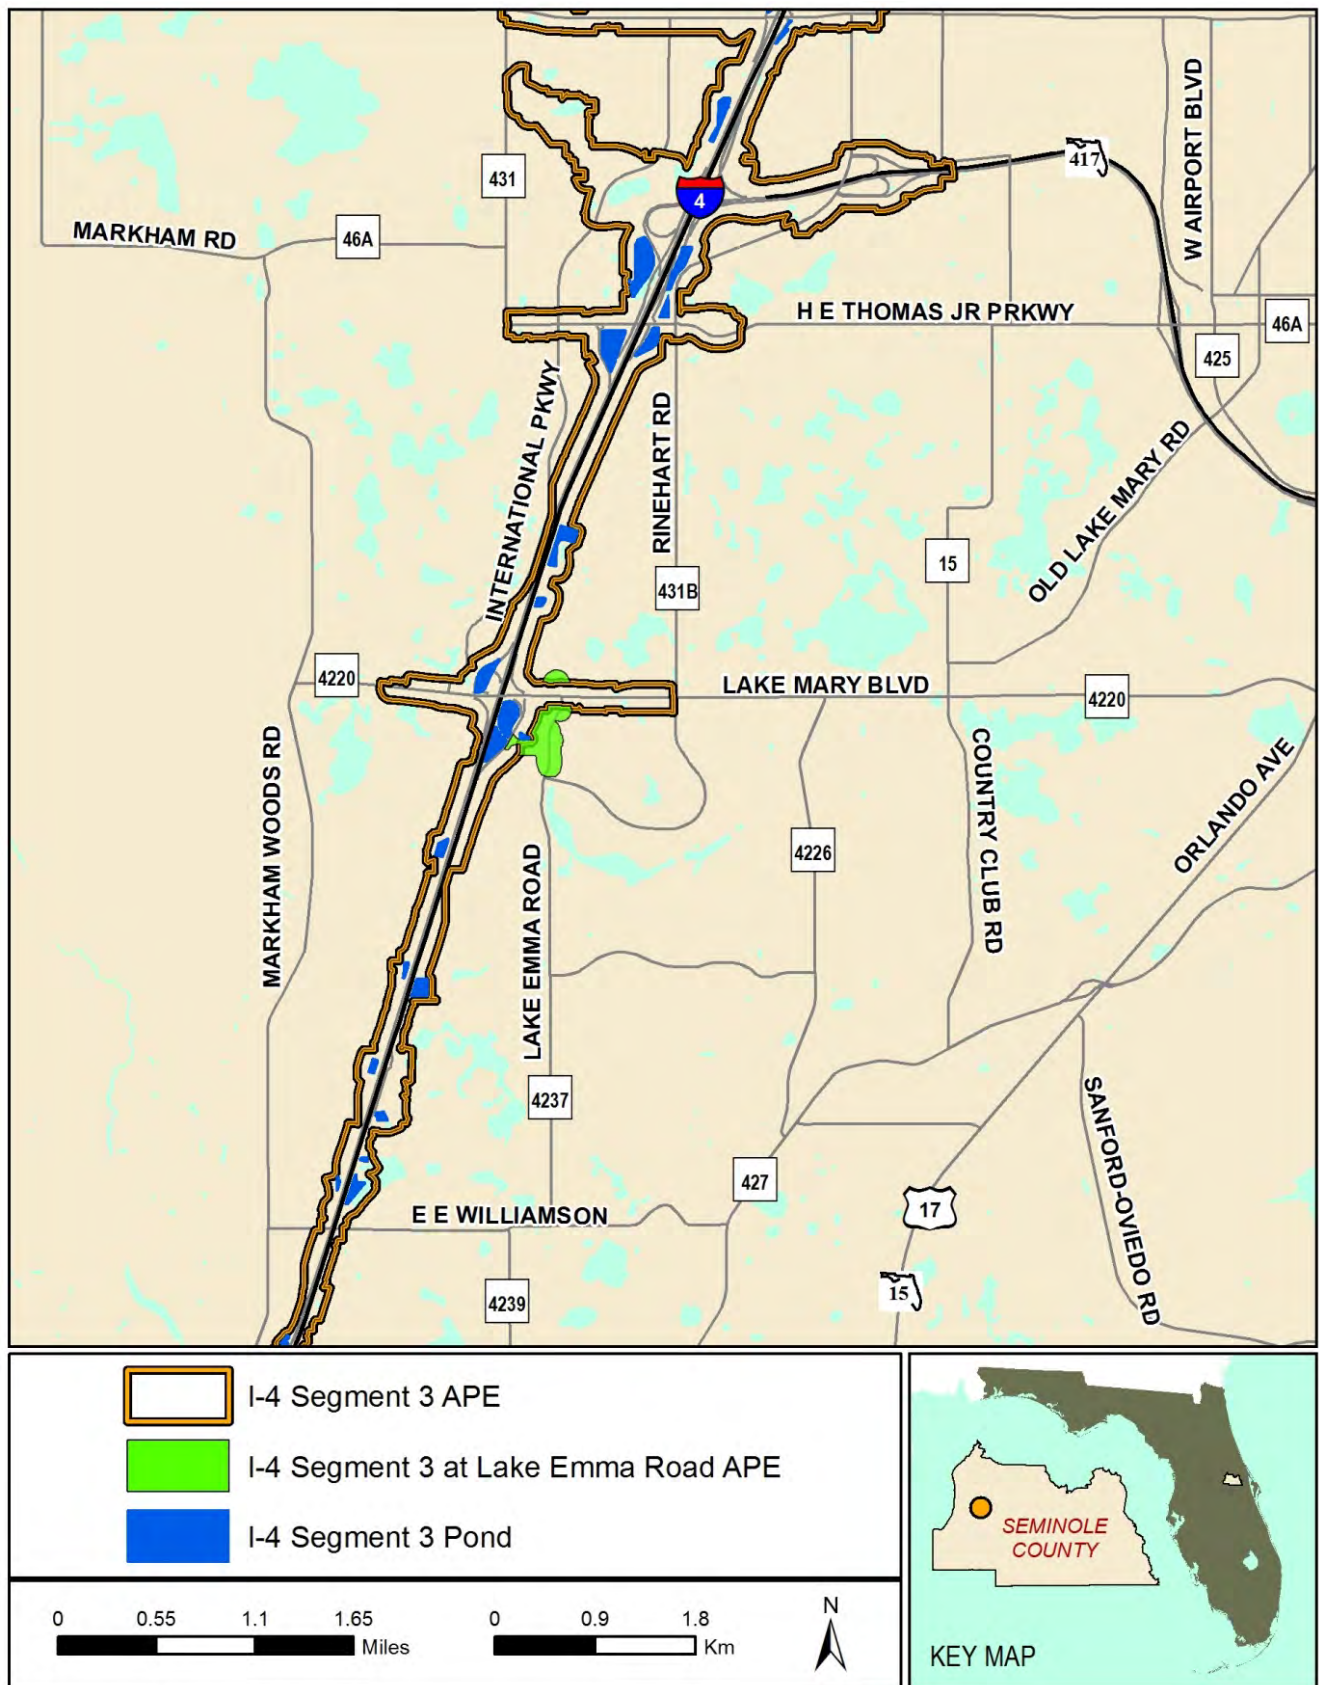 W AIRPORT BLVD
417
431
4
MARKHAM RD
46A
H E THOMAS JR PRKWY
46A
425
INTERNATIONAL PKWY
RINEHART RD
OLD LAKE MARY RD
15
431B
4220
LAKE MARY BLVD
4220
MARKHAM WOODS RD
COUNTRY CLUB RD
ORLANDO AVE
4226
LAKE EMMA ROAD
4237
SANFORD-OVIEDO RD
427
17
E E WILLIAMSON
15
4239
I-4 Segment 3 APE
I-4 Segment 3 at Lake Emma Road APE
I-4 Segment 3 Pond
0 0.55 1.1 1.65
Miles
0 0.9 1.8
Km
N
SEMINOLE
COUNTY
KEY MAP